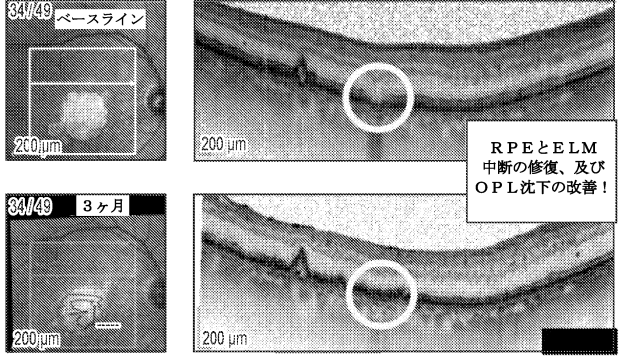 34/49 ベースライン
200 µm
200 µm
ＲＰＥとＥＬＭ
中断の修復、及び
ＯＰＬ沈下の改善！
34/49 ３ヶ月
200 µm
200 µm